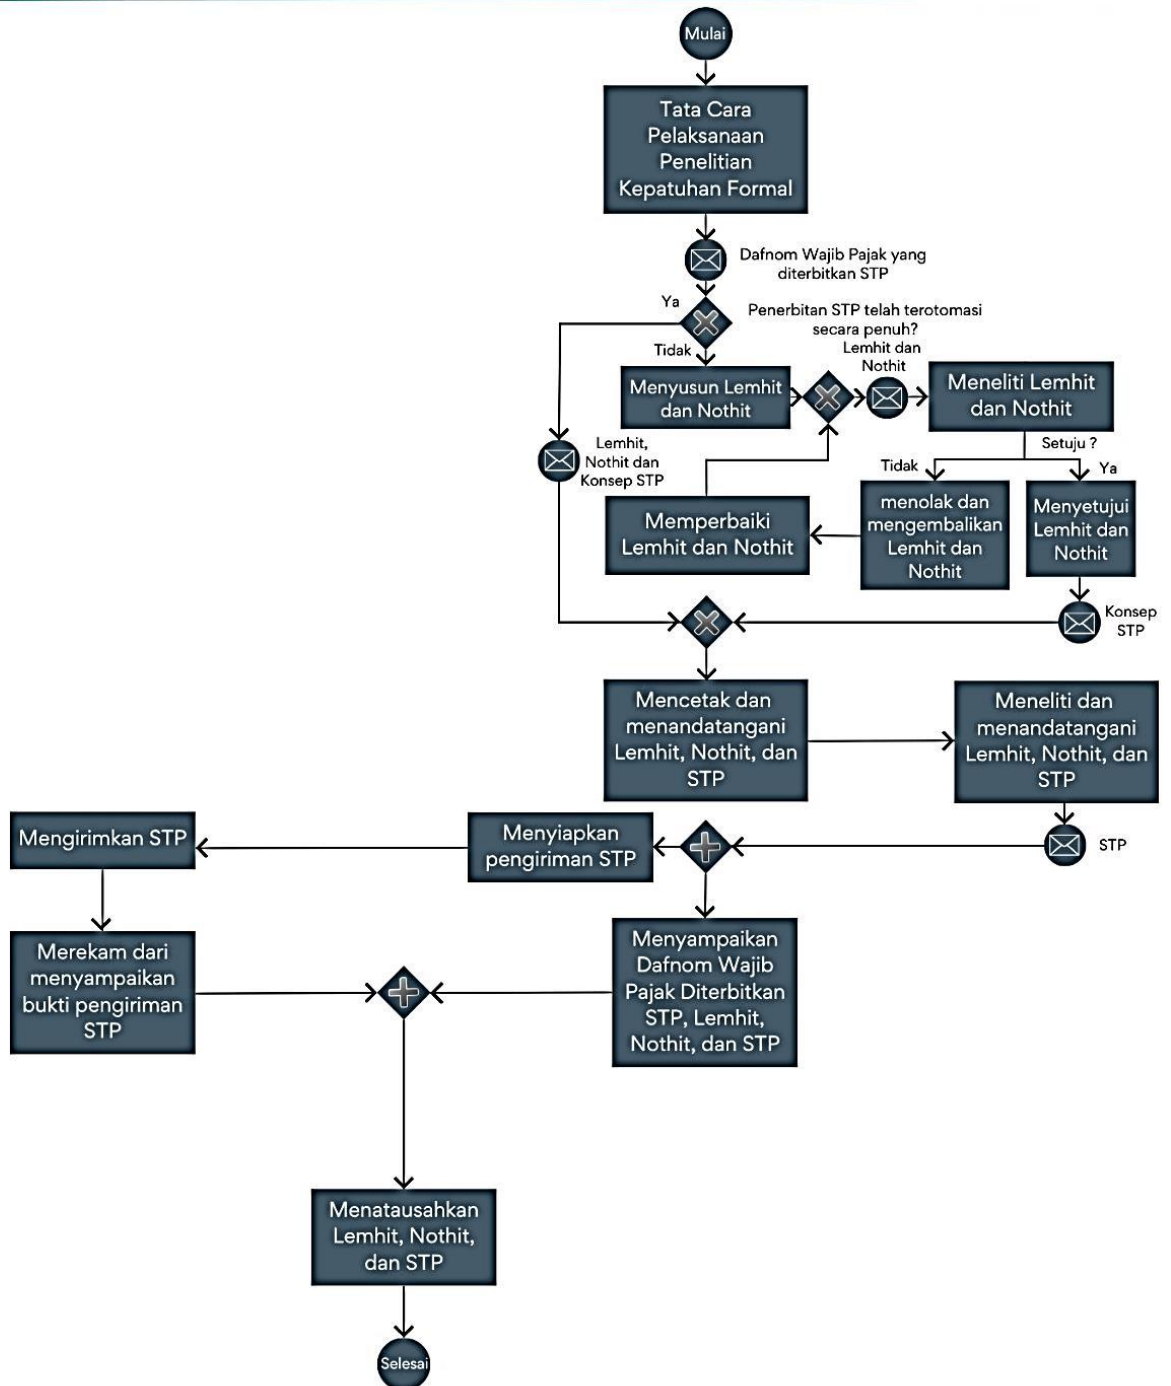 Mulai
Tata Cara
Pelaksanaan
Penelitian
Kepatuhan Formal
Dafnom Wajib Pajak yang
diterbitkan STP
Ya
Penerbitan STP telah terotomasi
secara penuh?
Tidak
Lemhit dan
Nothit
Menyusun Lemhit
dan Nothit
Meneliti Lemhit
dan Nothit
Setuju ?
Tidak
Ya
Lemhit,
Nothit dan
Konsep STP
Memperbaiki
Lemhit dan Nothit
menolak dan
mengembalikan
Lemhit dan
Nothit
Menyetujui
Lemhit dan
Nothit
Konsep
STP
Mencetak dan
menandatangani
Lemhit, Nothit, dan
STP
Meneliti dan
menandatangani
Lemhit, Nothit, dan
STP
STP
Menyiapkan
pengiriman STP
Mengirimkan STP
Merekam dari
menyampaikan
bukti pengiriman
STP
Menyampaikan
Dafnom Wajib
Pajak Diterbitkan
STP, Lemhit,
Nothit, dan STP
Menatausahkan
Lemhit, Nothit,
dan STP
Selesai